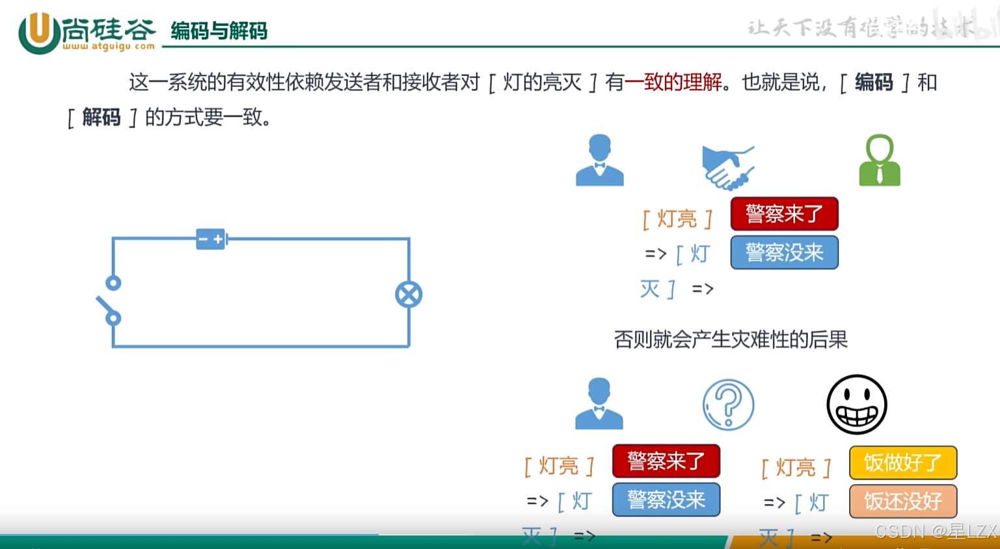 尚硅谷
www.atguigu.com
编码与解码
让天下没有难学的技术
bilibili
这一系统的有效性依赖发送者和接收者对 [ 灯的亮灭 ] 有一致的理解。也就是说，[ 编码 ] 和
[ 解码 ] 的方式要一致。
[ 灯亮 ] 警察来了
=> [ 灯 警察没来
灭 ] =>
否则就会产生灾难性的后果
[ 灯亮 ] 警察来了 [ 灯亮 ] 饭做好了
=> [ 灯 警察没来 => [ 灯 饭还没好
灭 ] => 灭 ] =>
CSDN @星LZX